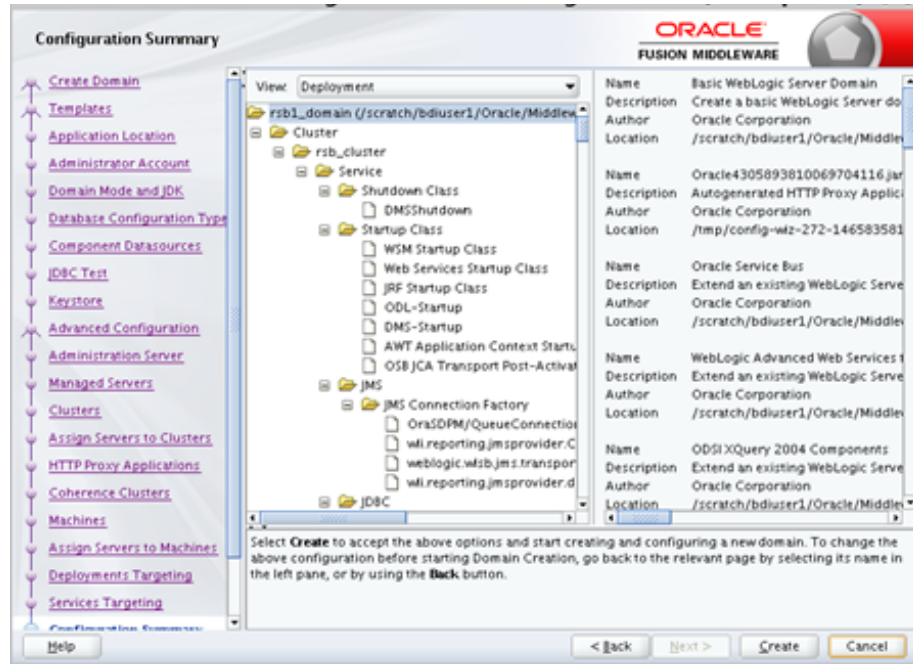 Configuration Summary
ORACLE
FUSION MIDDLEWARE
Create Domain
Templates
Application Location
Administrator Account
Domain Mode and JDK
Database Configuration Type
Component Datasources
JDBC Test
Keystore
Advanced Configuration
Administration Server
Managed Servers
Clusters
Assign Servers to Clusters
HTTP Proxy Applications
Coherence Clusters
Machines
Assign Servers to Machines
Deployments Targeting
Services Targeting
Configuration Summary
View: Deployment
rsb1_domain (/scratch/bdiuser1/Oracle/Middlew
Cluster
rsb_cluster
Service
Shutdown Class
DMSShutdown
Startup Class
WSM Startup Class
Web Services Startup Class
JRF Startup Class
ODL-Startup
DMS-Startup
AWT Application Context Startu
OSB JCA Transport Post-Activat
JMS
JMS Connection Factory
OraSDPM/QueueConnection
wli.reporting.jmsprovider.C
weblogic.wlsb.jms.transpor
wli.reporting.jmsprovider.d
JDBC
Name Basic WebLogic Server Domain
Description Create a basic WebLogic Server do
Author Oracle Corporation
Location /scratch/bdiuser1/Oracle/Middlew
Name Oracle4305893810069704116.jar
Description Autogenerated HTTP Proxy Applic
Author Oracle Corporation
Location /tmp/config-wiz-272-146583581
Name Oracle Service Bus
Description Extend an existing WebLogic Serve
Author Oracle Corporation
Location /scratch/bdiuser1/Oracle/Middlew
Name WebLogic Advanced Web Services f
Description Extend an existing WebLogic Serve
Author Oracle Corporation
Location /scratch/bdiuser1/Oracle/Middlew
Name ODSI XQuery 2004 Components
Description Extend an existing WebLogic Serve
Author Oracle Corporation
Location /scratch/bdiuser1/Oracle/Middlew
Select Create to accept the above options and start creating and configuring a new domain. To change the
above configuration before starting Domain Creation, go back to the relevant page by selecting its name in
the left pane, or by using the Back button.
Help
< Back
Next >
Create
Cancel